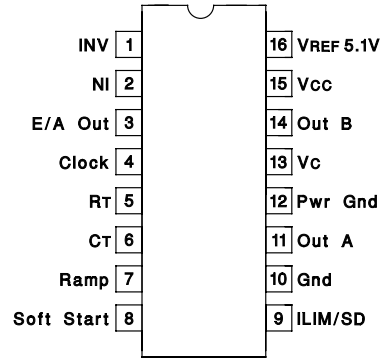 INV 1
NI 2
E/A Out 3
Clock 4
RT 5
CT 6
Ramp 7
Soft Start 8
16 VREF 5.1V
15 VCC
14 Out B
13 VC
12 Pwr Gnd
11 Out A
10 Gnd
9 ILIM/SD